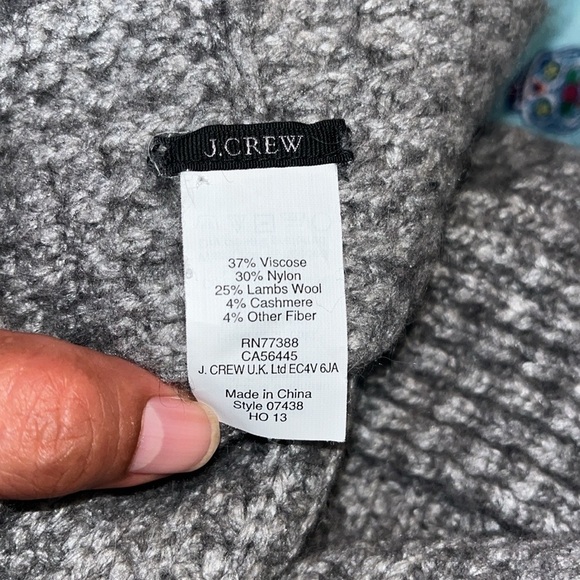 J.CREW
37% Viscose
30% Nylon
25% Lambs Wool
4% Cashmere
4% Other Fiber
RN77388
CA56445
J. CREW U.K. Ltd EC4V 6JA
Made in China
Style 07438
HO 13